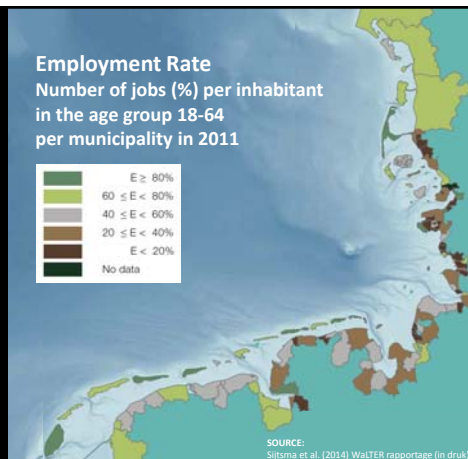 Employment Rate
Number of jobs (%) per inhabitant
in the age group 18-64
per municipality in 2011
E ≥ 80%
60 ≤ E < 80%
40 ≤ E < 60%
20 ≤ E < 40%
E < 20%
No data
SOURCE:
Sijtsma et al. (2014) WaLTER rapportage (in druk)